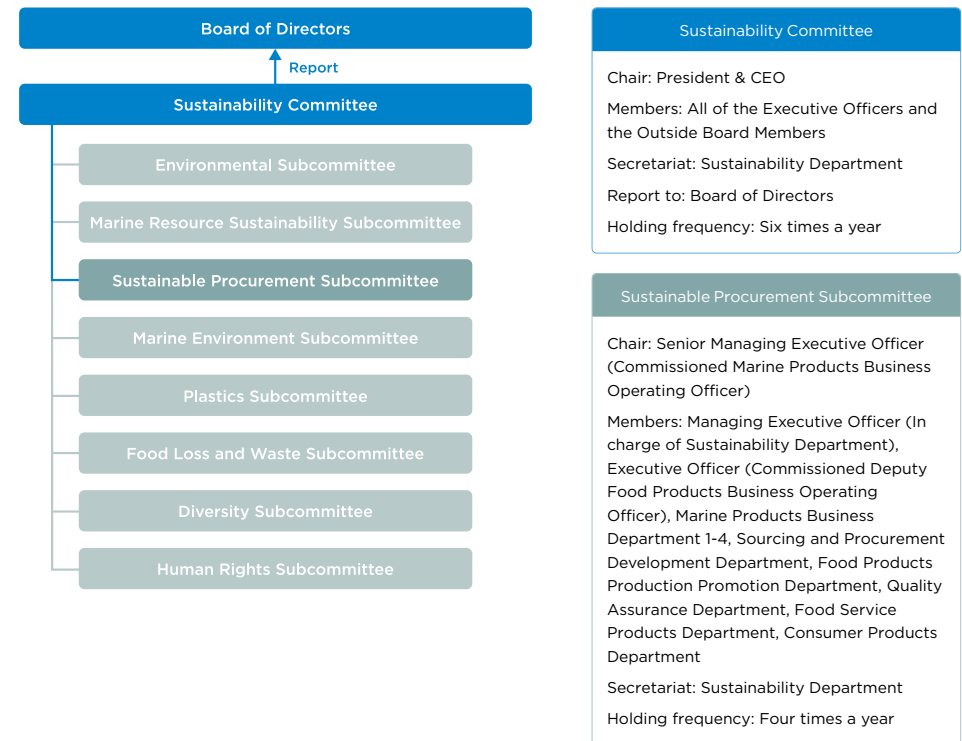 Board of Directors
Report
Sustainability Committee
Environmental Subcommittee
Marine Resource Sustainability Subcommittee
Sustainable Procurement Subcommittee
Marine Environment Subcommittee
Plastics Subcommittee
Food Loss and Waste Subcommittee
Diversity Subcommittee
Human Rights Subcommittee
Sustainability Committee
Chair: President & CEO
Members: All of the Executive Officers and
the Outside Board Members
Secretariat: Sustainability Department
Report to: Board of Directors
Holding frequency: Six times a year
Sustainable Procurement Subcommittee
Chair: Senior Managing Executive Officer
(Commissioned Marine Products Business
Operating Officer)
Members: Managing Executive Officer (In
charge of Sustainability Department),
Executive Officer (Commissioned Deputy
Food Products Business Operating
Officer), Marine Products Business
Department 1-4, Sourcing and Procurement
Development Department, Food Products
Production Promotion Department, Quality
Assurance Department, Food Service
Products Department, Consumer Products
Department
Secretariat: Sustainability Department
Holding frequency: Four times a year